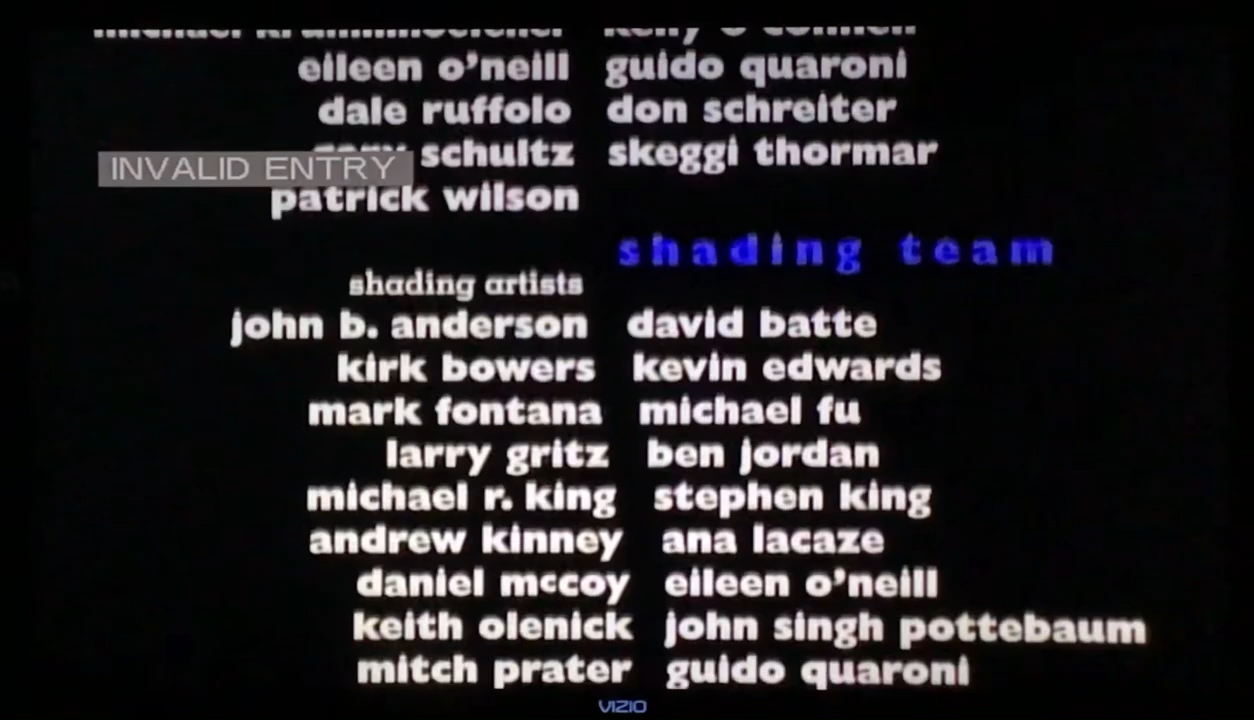 eileen o'neill guido quaroni
dale ruffolo don schreiter
schultz skeggi thormar
INVALID ENTRY
patrick wilson
shading team
shading artists
john b. anderson david batte
kirk bowers kevin edwards
mark fontana michael fu
larry gritz ben jordan
michael r. king stephen king
andrew kinney ana lacaze
daniel mccoy eileen o'neill
keith olenick john singh pottebaum
mitch prater guido quaroni
VIZIO